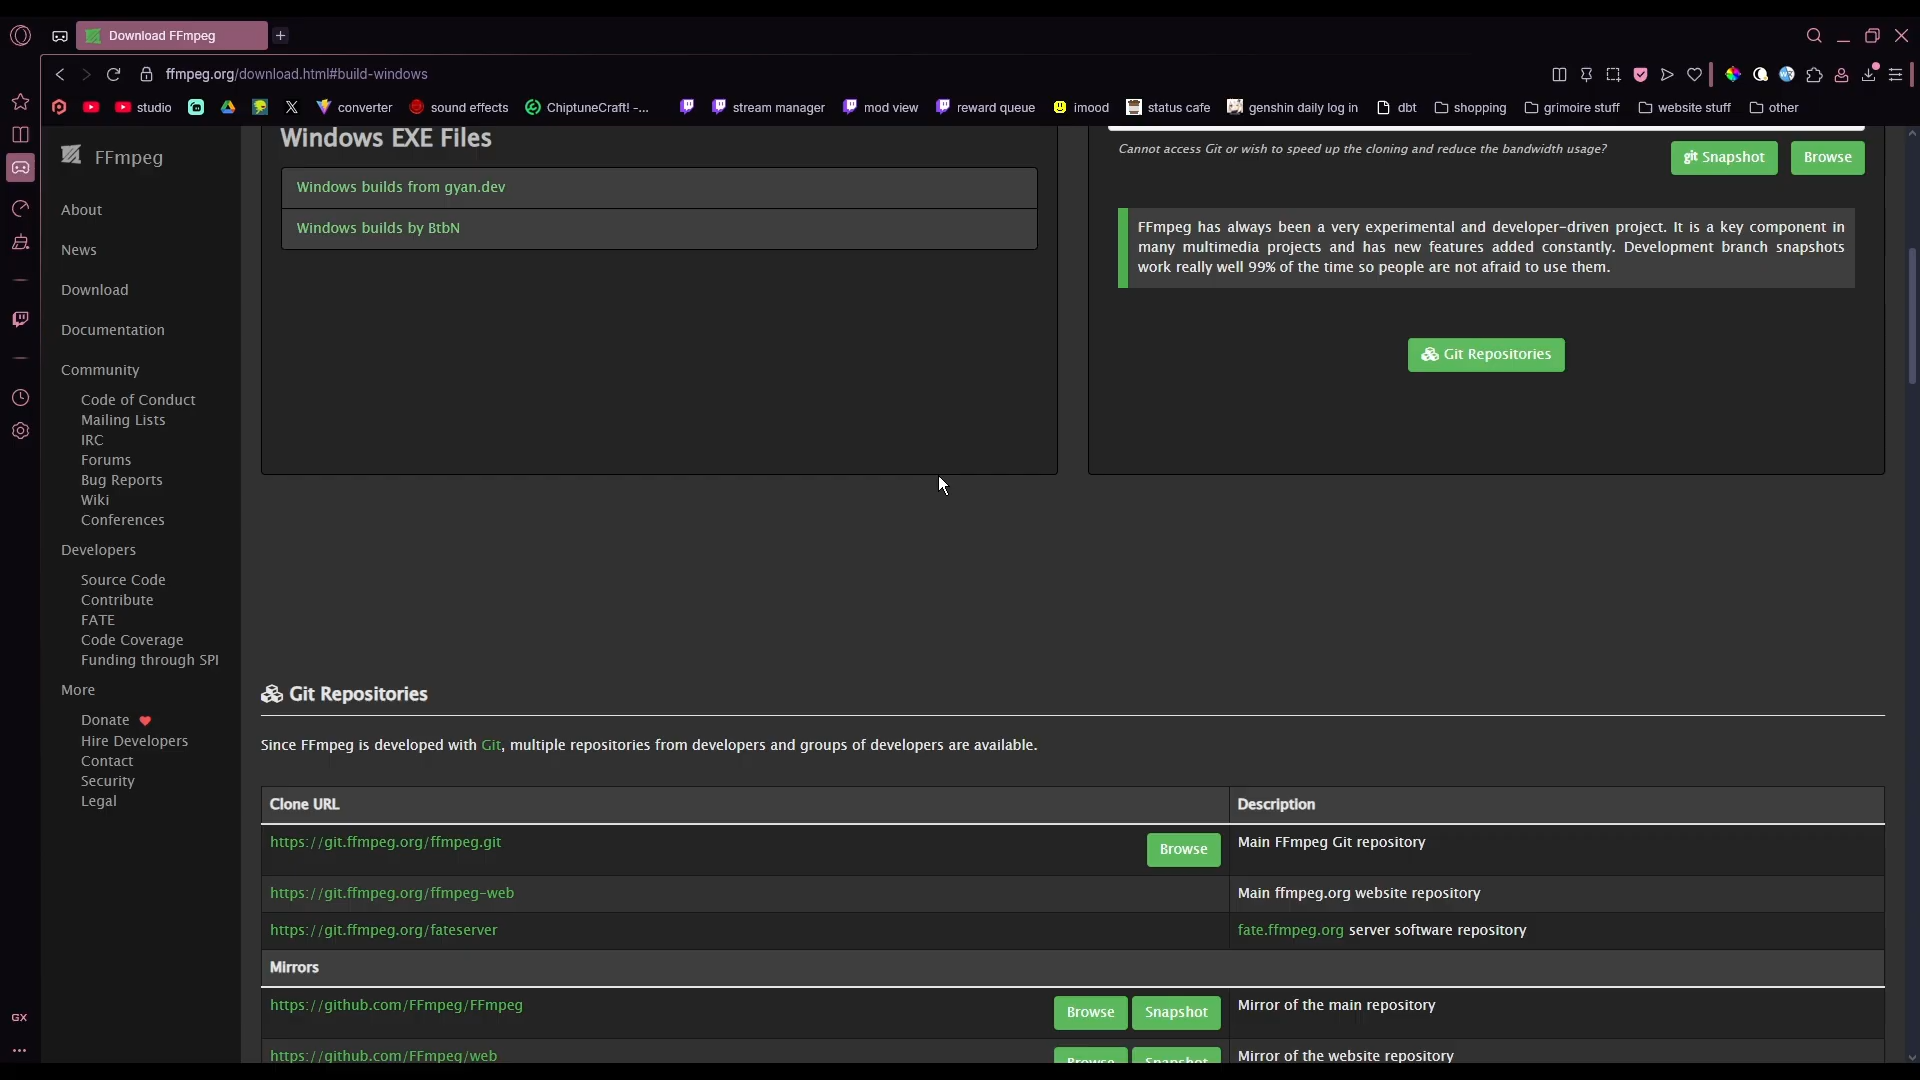 Download FFmpeg
ffmpeg.org/download.html#build-windows
studio
converter
sound effects
ChiptuneCraft! -...
stream manager
mod view
reward queue
imood
status cafe
genshin daily log in
dbt
shopping
grimoire stuff
website stuff
other
FFmpeg
About
News
Download
Documentation
Community
Code of Conduct
Mailing Lists
IRC
Forums
Bug Reports
Wiki
Conferences
Developers
Source Code
Contribute
FATE
Code Coverage
Funding through SPI
More
Donate
Hire Developers
Contact
Security
Legal
GX
Windows EXE Files
Windows builds from gyan.dev
Windows builds by BtbN
Cannot access Git or wish to speed up the cloning and reduce the bandwidth usage?
git Snapshot
Browse
FFmpeg has always been a very experimental and developer-driven project. It is a key component in
many multimedia projects and has new features added constantly. Development branch snapshots
work really well 99% of the time so people are not afraid to use them.
Git Repositories
Git Repositories
Since FFmpeg is developed with Git, multiple repositories from developers and groups of developers are available.
Clone URL Description
https://git.ffmpeg.org/ffmpeg.git Browse Main FFmpeg Git repository
https://git.ffmpeg.org/ffmpeg-web Main ffmpeg.org website repository
https://git.ffmpeg.org/fateserver fate.ffmpeg.org server software repository
Mirrors
https://github.com/FFmpeg/FFmpeg Browse Snapshot Mirror of the main repository
https://github.com/FFmpeg/web Browse Snapshot Mirror of the website repository